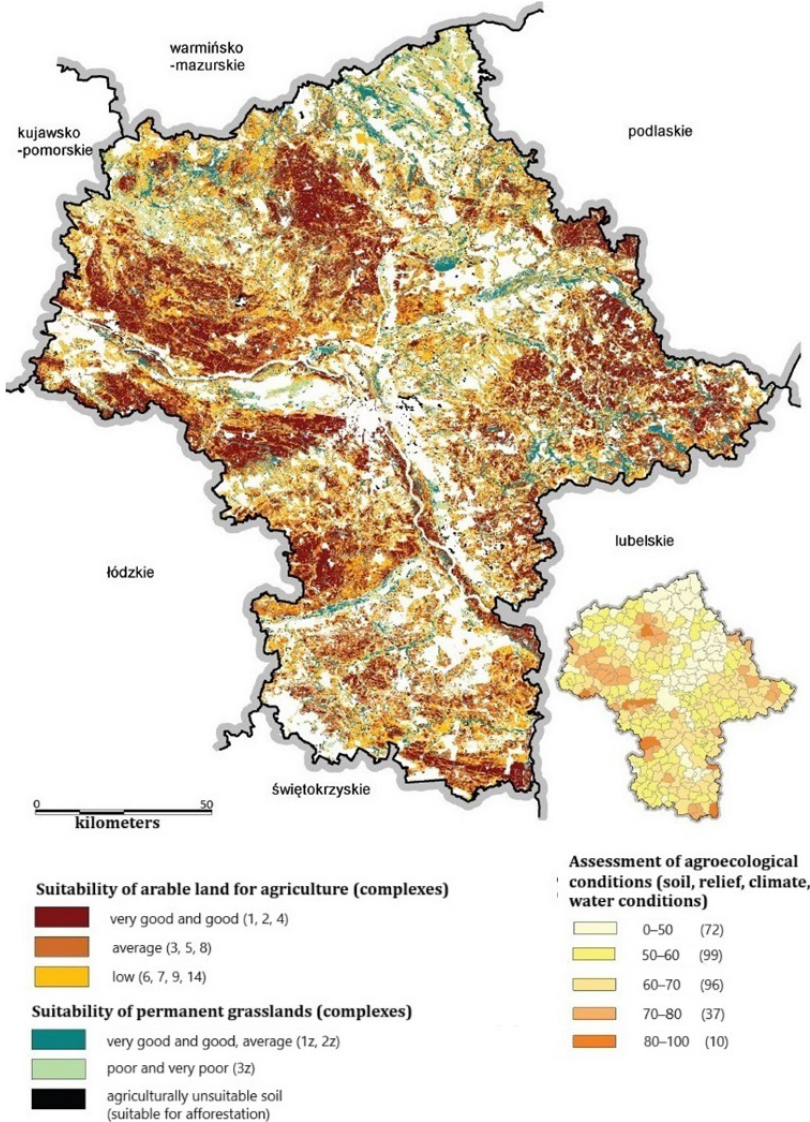 warmińsko
-mazurskie
kujawsko
-pomorskie
podlaskie
łódzkie
lubelskie
świętokrzyskie
0 50
kilometers
Suitability of arable land for agriculture (complexes)
very good and good (1, 2, 4)
average (3, 5, 8)
low (6, 7, 9, 14)
Suitability of permanent grasslands (complexes)
very good and good, average (1z, 2z)
poor and very poor (3z)
agriculturally unsuitable soil
(suitable for afforestation)
Assessment of agroecological
conditions (soil, relief, climate,
water conditions)
0–50 (72)
50–60 (99)
60–70 (96)
70–80 (37)
80–100 (10)